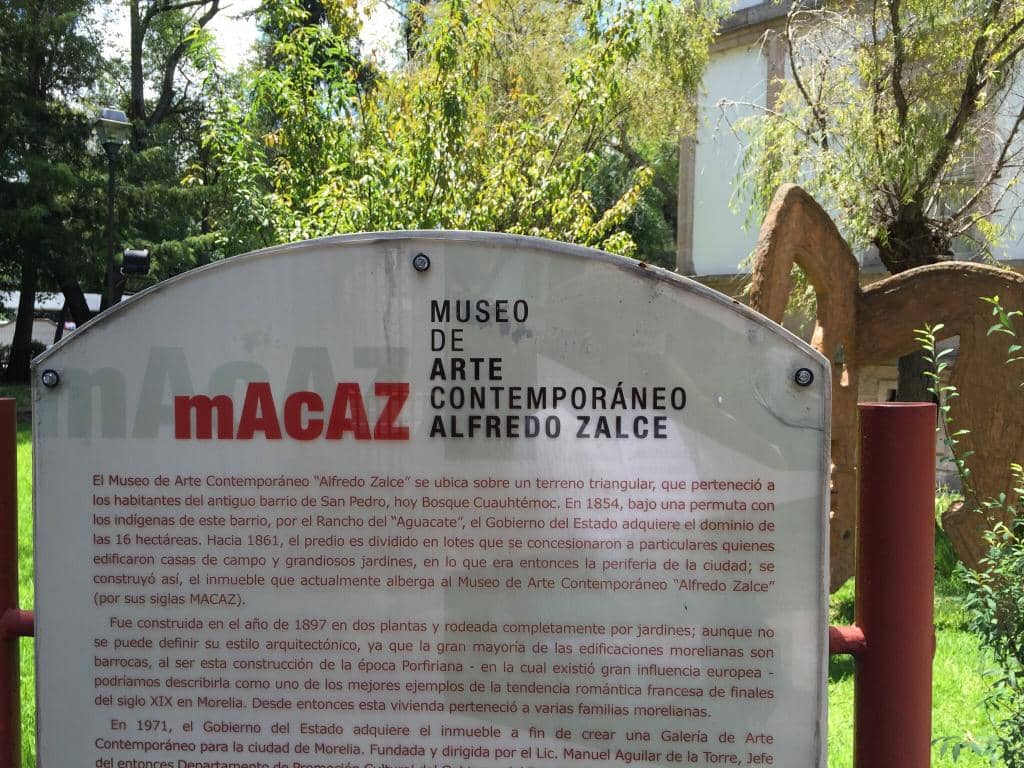 MUSEO
DE
ARTE
mAcAZ CONTEMPORÁNEO
ALFREDO ZALCE
El Museo de Arte Contemporáneo "Alfredo Zalce" se ubica sobre un terreno triangular, que perteneció a
los habitantes del antiguo barrio de San Pedro, hoy Bosque Cuauhtémoc. En 1854, bajo una permuta con
los indígenas de este barrio, por el Rancho del "Aguacate", el Gobierno del Estado adquiere el dominio de
las 16 hectáreas. Hacia 1861, el predio es dividido en lotes que se concesionaron a particulares quienes
edificaron casas de campo y grandiosos jardines, en lo que era entonces la periferia de la ciudad; se
construyó así, el inmueble que actualmente alberga al Museo de Arte Contemporáneo "Alfredo Zalce"
(por sus siglas MACAZ).
Fue construida en el año de 1897 en dos plantas y rodeada completamente por jardines; aunque no
se puede definir su estilo arquitectónico, ya que la gran mayoría de las edificaciones morelianas son
barrocas, al ser esta construcción de la época Porfiriana - en la cual existió gran influencia europea -
podriamos describirla como uno de los mejores ejemplos de la tendencia romántica francesa de finales
del siglo XIX en Morelia. Desde entonces esta vivienda perteneció a varias familias morelianas.
En 1971, el Gobierno del Estado adquiere el inmueble a fin de crear una Galería de Arte
Contemporáneo para la ciudad de Morelia. Fundada y dirigida por el Lic. Manuel Aguilar de la Torre, Jefe
del entonces Departamento de Promoción Cultural del Gobierno del